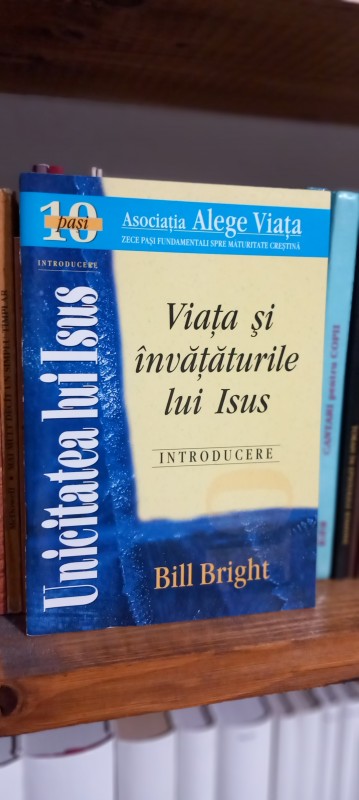 10
pași
Asociația Alege Viața
ZECE PAȘI FUNDAMENTALI SPRE MATURITATE CREȘTINĂ
INTRODUCERE
Unicitatea lui Isus
Viața și
învățăturile
lui Isus
INTRODUCERE
Bill Bright
CÂNTĂRI pentru COPII